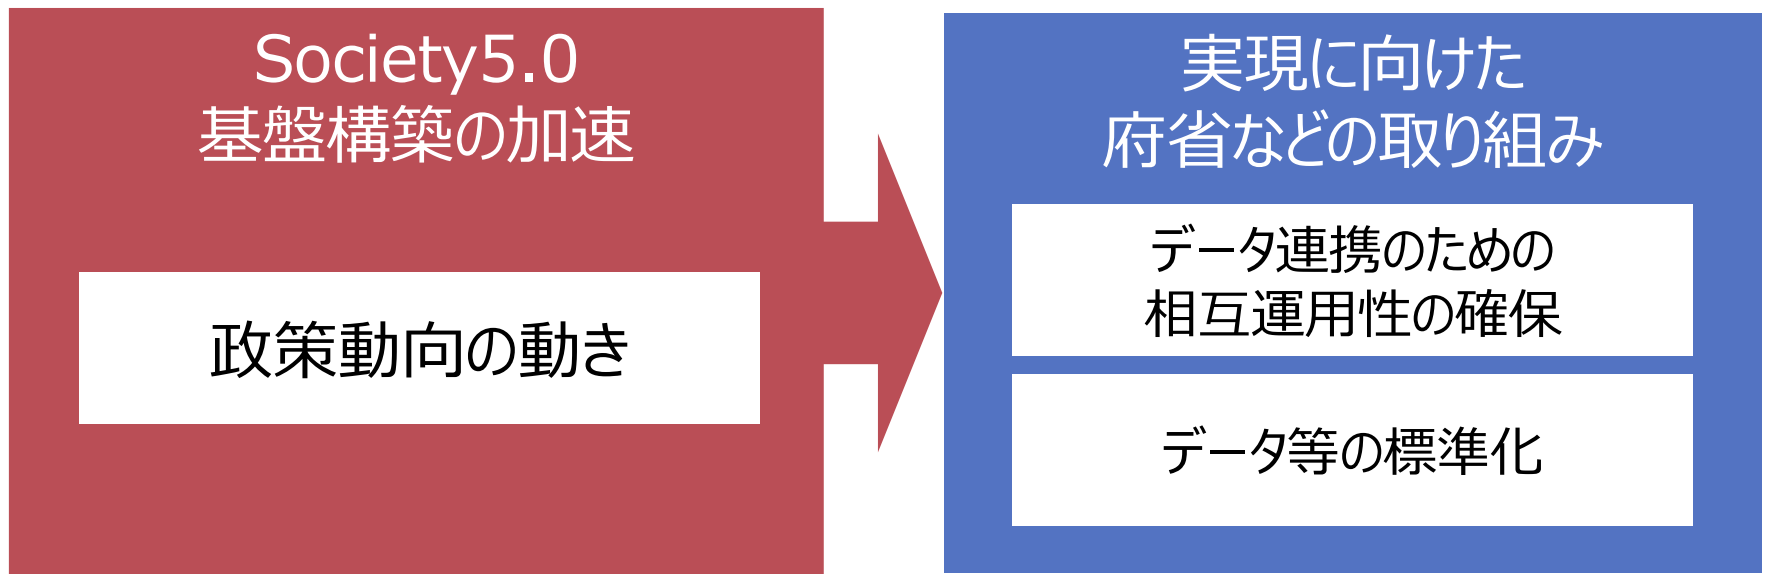 Society5.0
基盤構築の加速
政策動向の動き
実現に向けた
府省などの取り組み
データ連携のための
相互運用性の確保
データ等の標準化